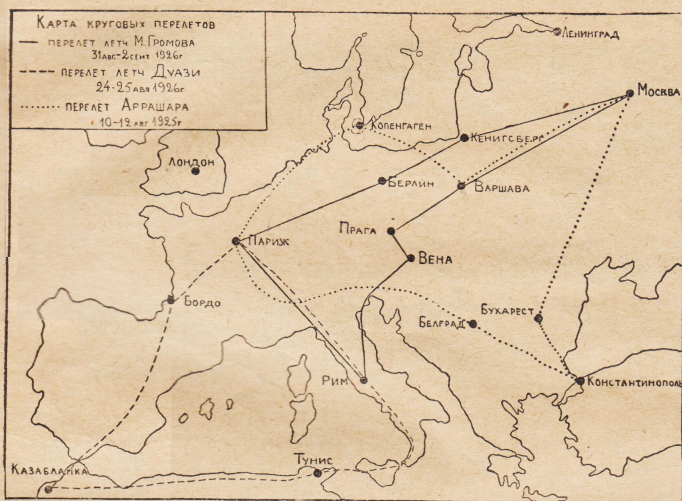 Карта круговых перелетов
перелет летч М. Громова
31 авг-2 сент 1926г
перелет летч Дуази
24-25 авг 1926г
перелет Аррашара
10-12 авг 1925г
Ленинград
Москва
Копенгаген
Кенигсберг
Лондон
Берлин
Варшава
Париж
Прага
Вена
Бордо
Белград
Бухарест
Рим
Константинополь
Казабланка
Тунис